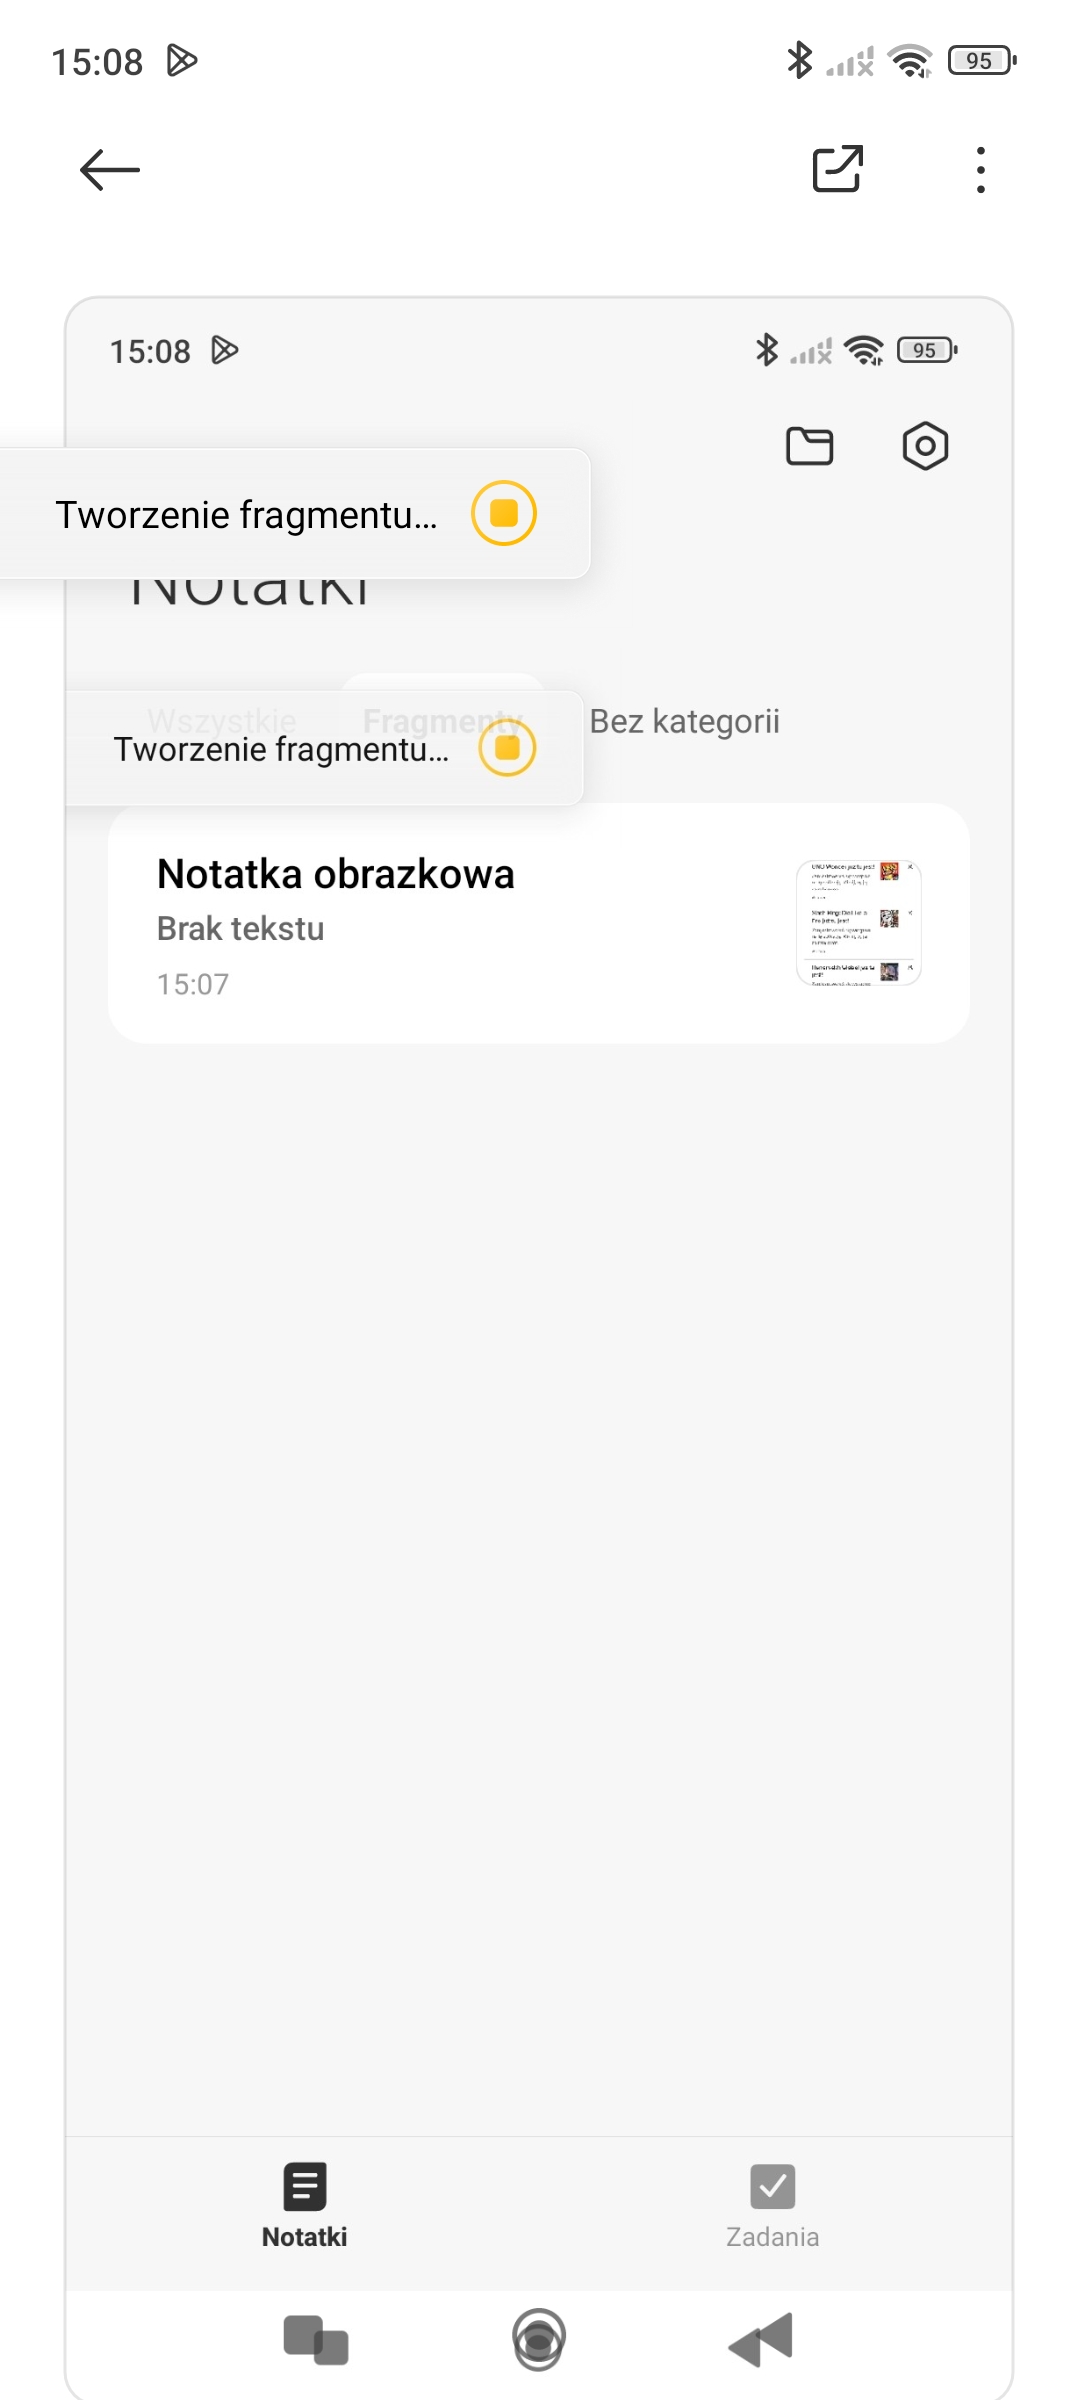 15:08
95
15:08
95
Tworzenie fragmentu...
Notatki
Wszystkie
Fragmenty
Bez kategorii
Tworzenie fragmentu...
Notatka obrazkowa
Brak tekstu
15:07
Notatki
Zadania